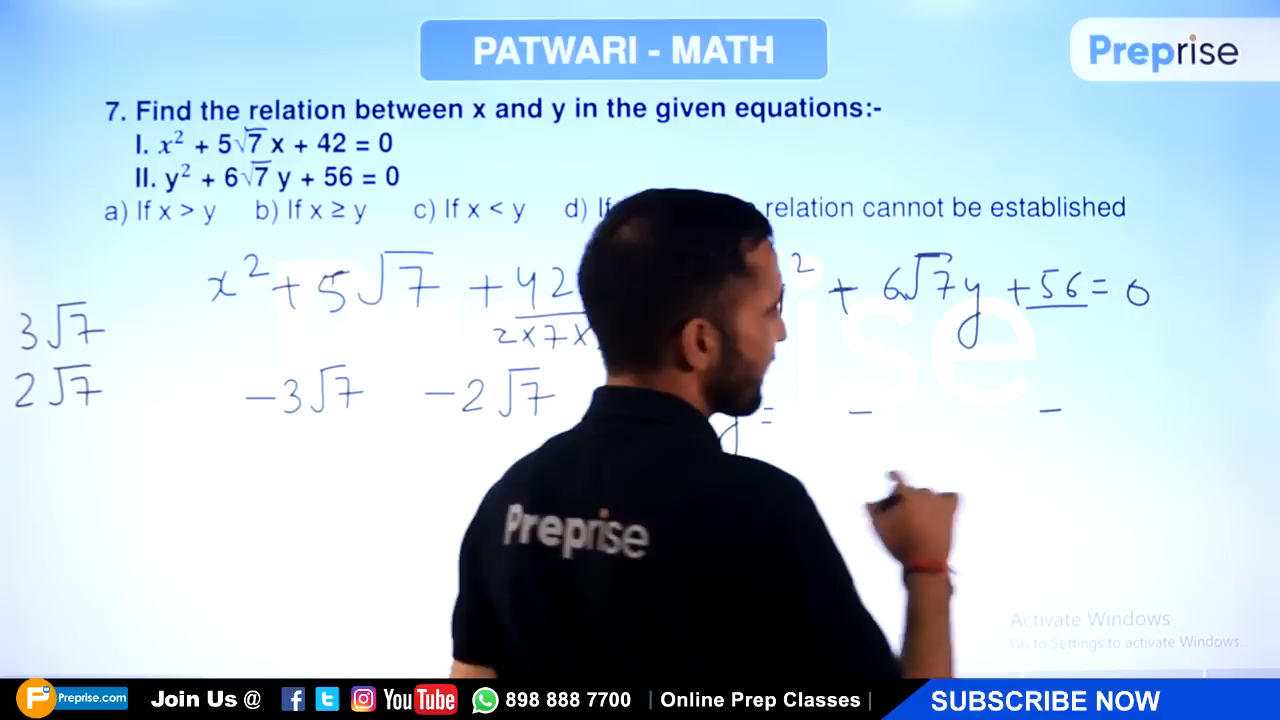 PATWARI - MATH
Preprise
7. Find the relation between x and y in the given equations:-
I. x² + 5√7 x + 42 = 0
II. y² + 6√7 y + 56 = 0
a) If x > y b) If x ≥ y c) If x < y d) If relation cannot be established
x² + 5√7 + 42 ² + 6√7y + 56 = 0
2×7×
3√7
2√7
-3√7 -2√7 y = - -
Preprise
Activate Windows
Go to Settings to activate Windows.
P Preprise.com Join Us @ f YouTube 898 888 7700 | Online Prep Classes | SUBSCRIBE NOW